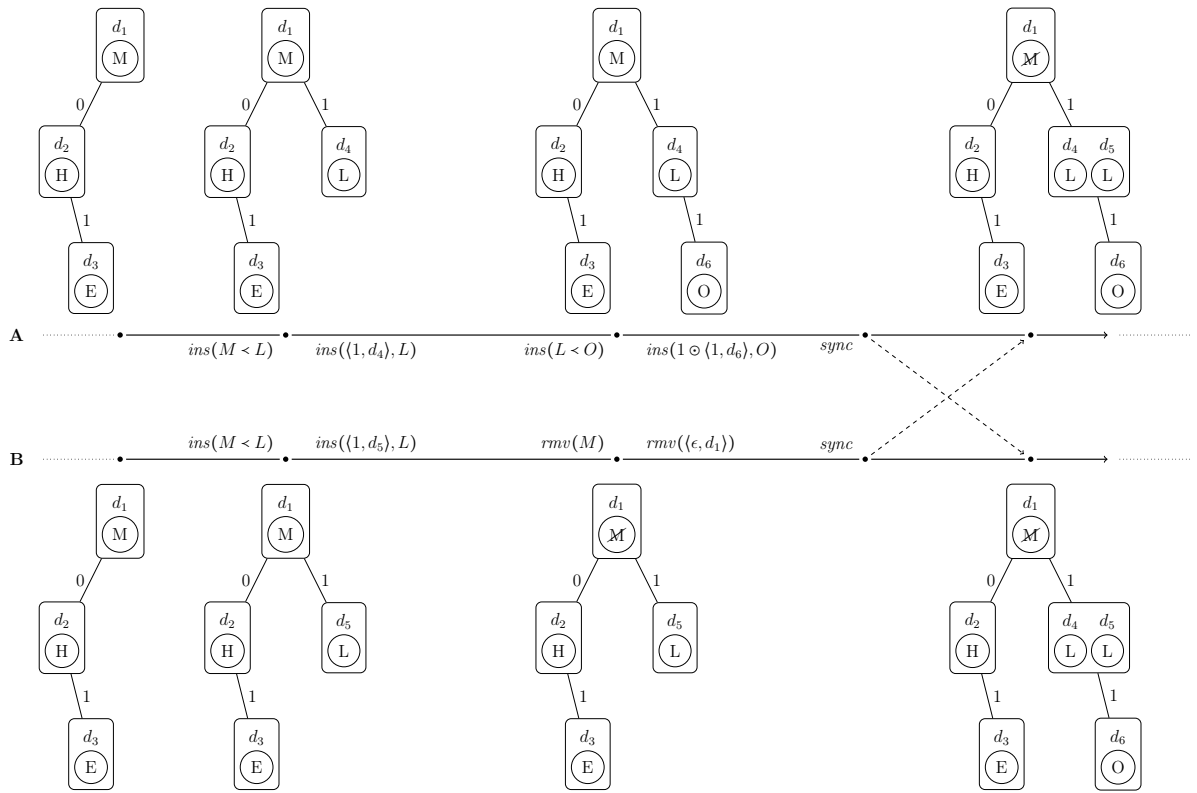 d₁ d₁ d₁ d₁
M M M M
0 0 1 0 1 0 1
d₂ d₂ d₄ d₂ d₄ d₂ d₄ d₅
H H L H L H L L
1 1 1 1 1 1
d₃ d₃ d₃ d₆ d₃ d₆
E E E O E O
A
ins(M ≺ L) ins(⟨1, d₄⟩, L) ins(L ≺ O) ins(1 ⊙ ⟨1, d₆⟩, O) sync
ins(M ≺ L) ins(⟨1, d₅⟩, L) rmv(M) rmv(⟨ϵ, d₁⟩) sync
B
d₁ d₁ d₁ d₁
M M M M
0 0 1 0 1 0 1
d₂ d₂ d₅ d₂ d₅ d₂ d₄ d₅
H H L H L H L L
1 1 1 1 1
d₃ d₃ d₃ d₃ d₆
E E E E O